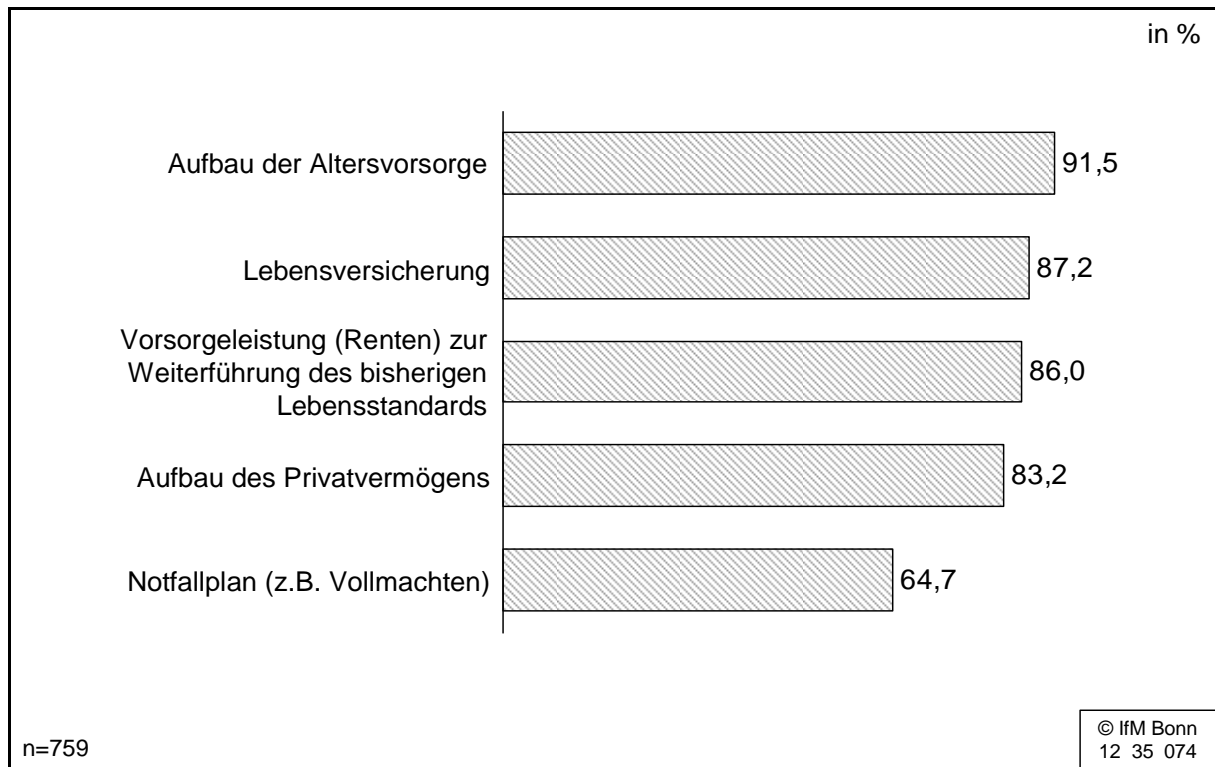 in %
Aufbau der Altersvorsorge
91,5
Lebensversicherung
87,2
Vorsorgeleistung (Renten) zur
Weiterführung des bisherigen
Lebensstandards
86,0
Aufbau des Privatvermögens
83,2
Notfallplan (z.B. Vollmachten)
64,7
n=759
© IfM Bonn
12 35 074